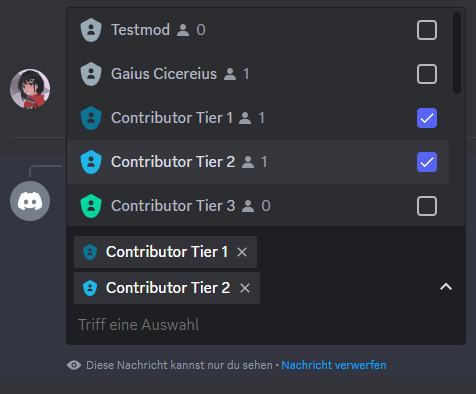 Testmod 0
Gaius Cicereius 1
Contributor Tier 1 1
Contributor Tier 2 1
Contributor Tier 3 0
Contributor Tier 1 ×
Contributor Tier 2 ×
Triff eine Auswahl
Diese Nachricht kannst nur du sehen • Nachricht verwerfen